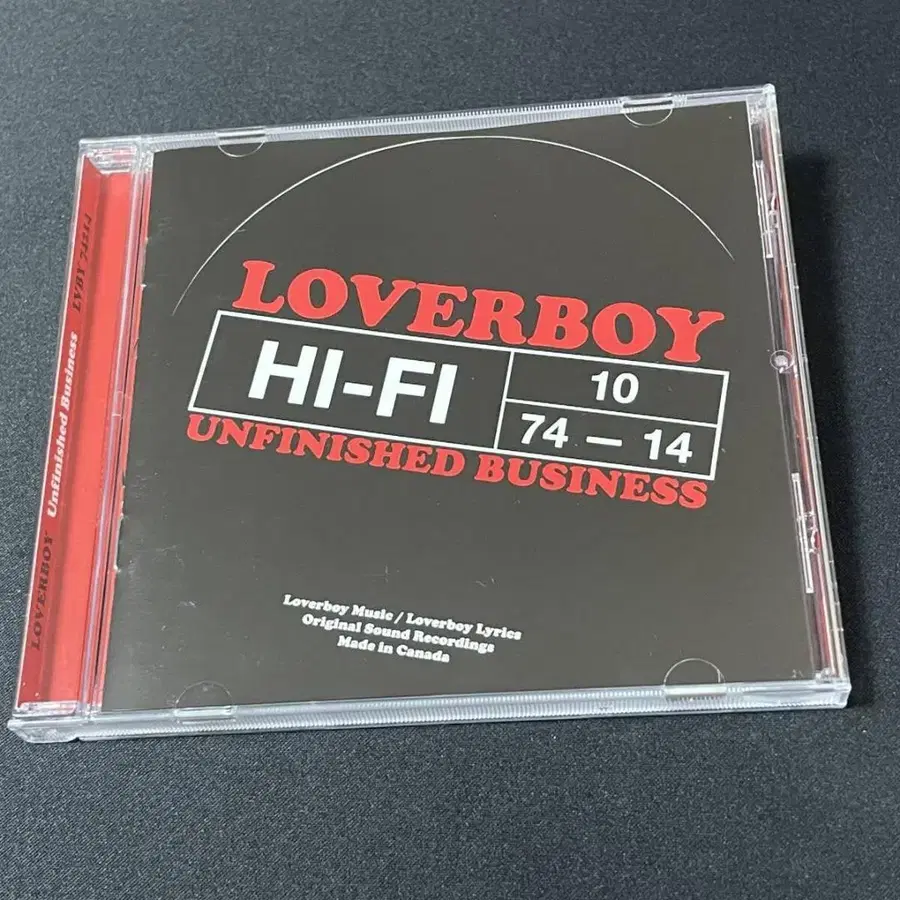 LOVERBOY
HI-FI
10
74 — 14
UNFINISHED BUSINESS
Loverboy Music / Loverboy Lyrics
Original Sound Recordings
Made in Canada
LOVERBOY Unfinished Business LVBY